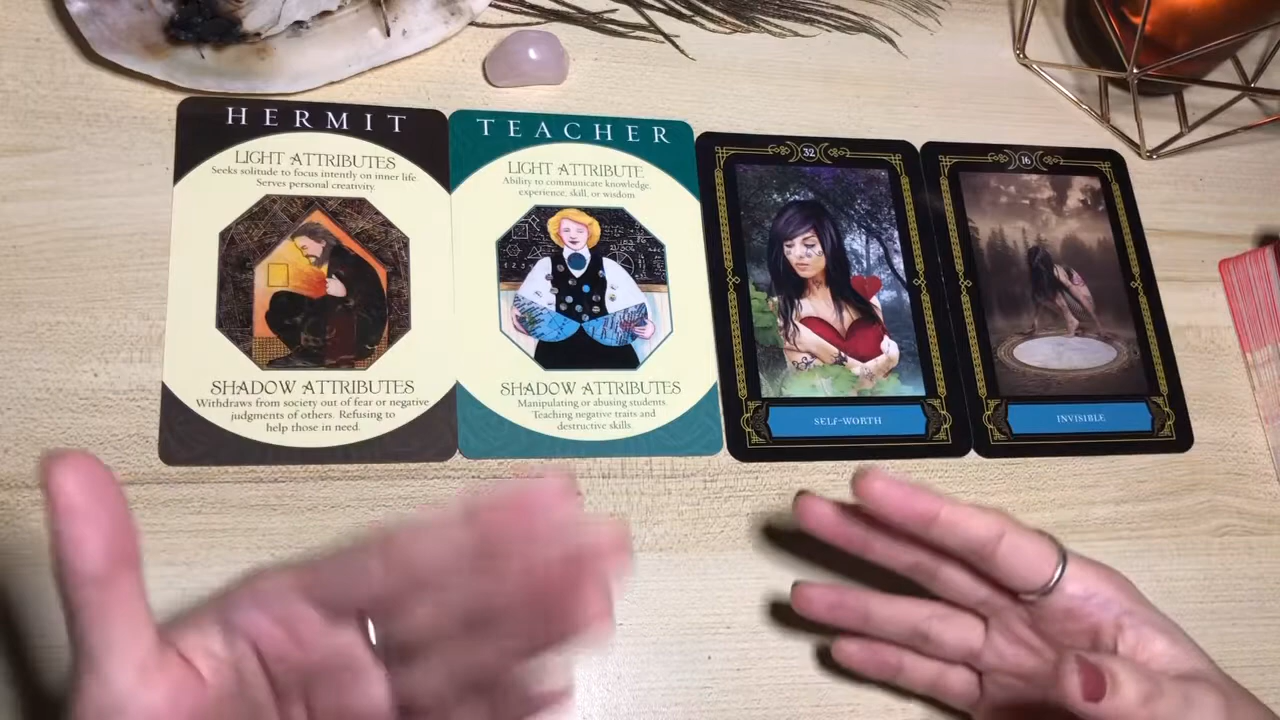 HERMIT
LIGHT ATTRIBUTES
Seeks solitude to focus intently on inner life
Serves personal creativity.
SHADOW ATTRIBUTES
Withdraws from society out of fear or negative
judgments of others. Refusing to
help those in need.
TEACHER
LIGHT ATTRIBUTE
Ability to communicate knowledge,
experience, skill, or wisdom
SHADOW ATTRIBUTES
Manipulating or abusing students.
Teaching negative traits and
destructive skills.
32
SELF-WORTH
16
INVISIBLE